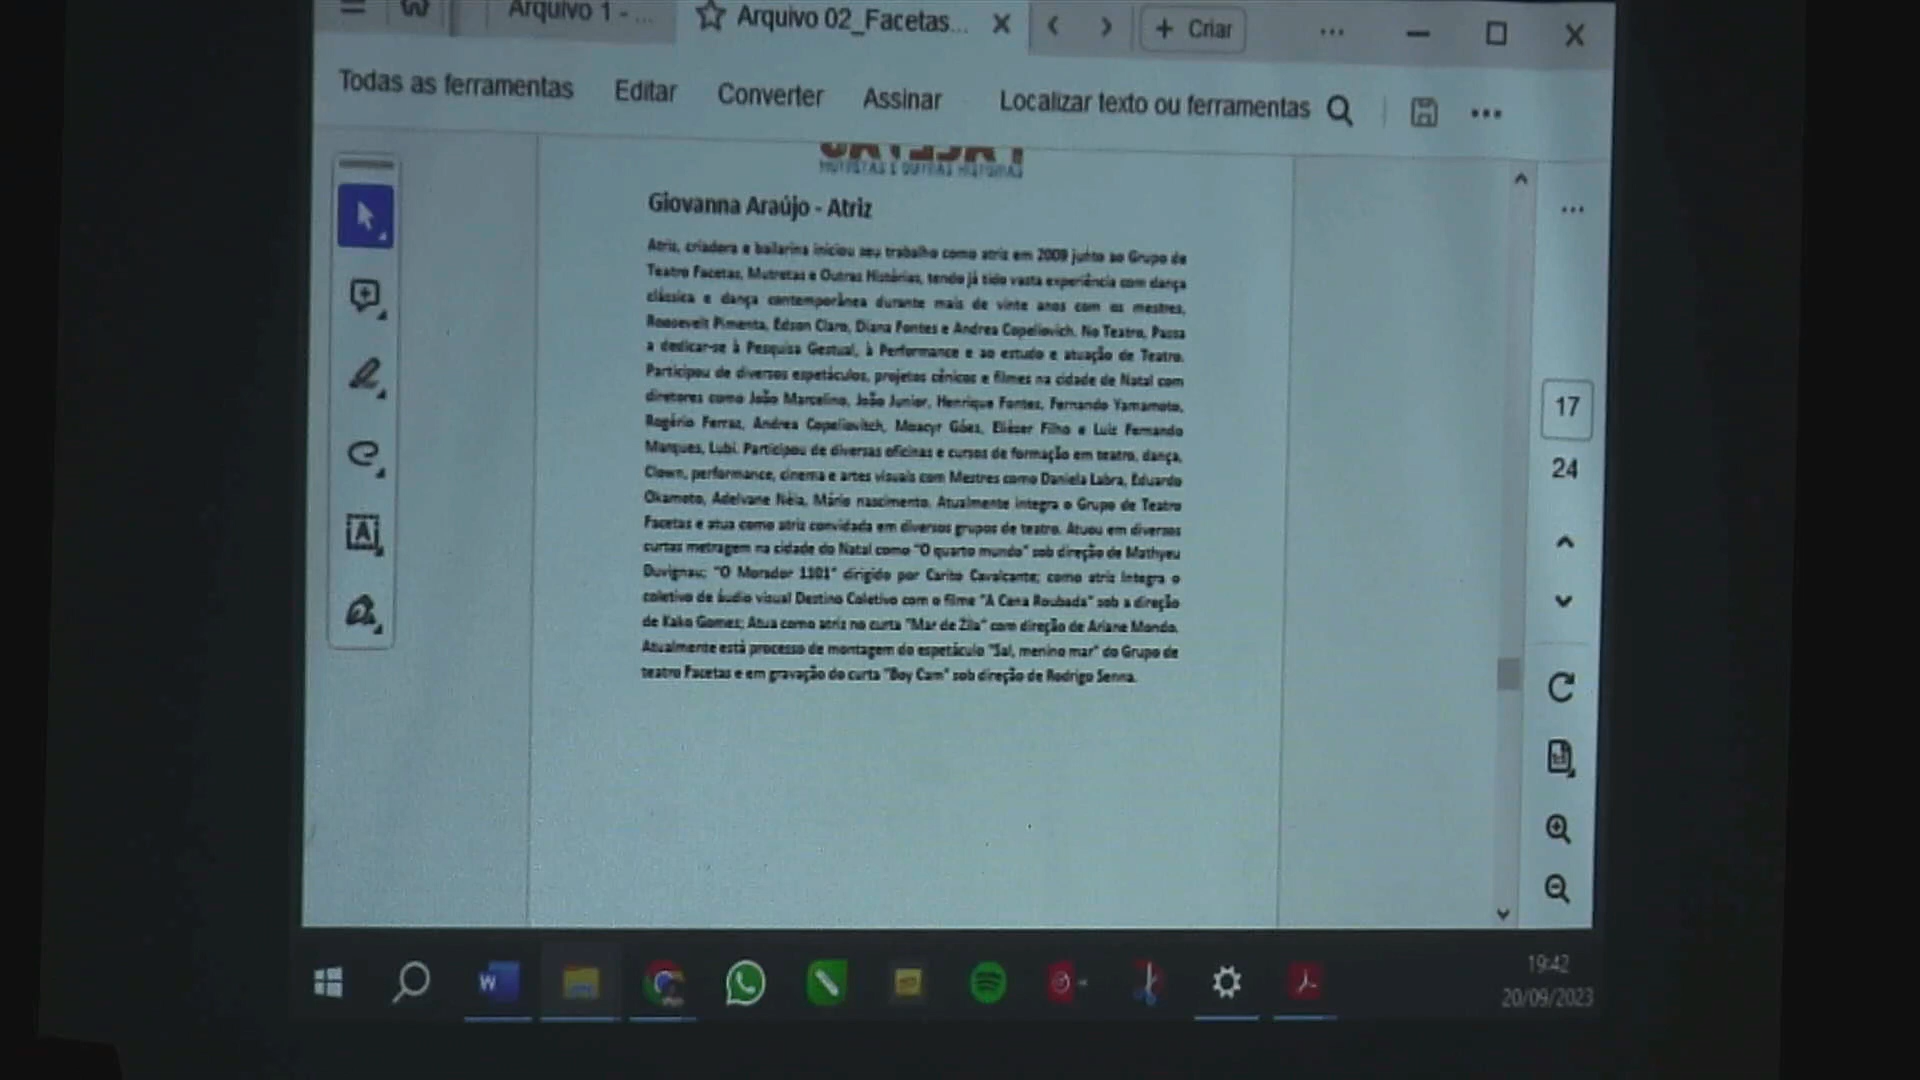 Arquivo 1 - ...
Arquivo 02_Facetas...
+ Criar
Todas as ferramentas
Editar
Converter
Assinar
Localizar texto ou ferramentas
MUTRETAS E OUTRAS HISTÓRIAS
Giovanna Araújo - Atriz
Atriz, criadora e bailarina iniciou seu trabalho como atriz em 2009 junto ao Grupo de
Teatro Facetas, Mutretas e Outras Histórias, tendo já tido vasta experiência com dança
clássica e dança contemporânea durante mais de vinte anos com os mestres,
Roosevelt Pimenta, Edson Claro, Diana Fontes e Andrea Copeliovich. No Teatro, Passa
a dedicar-se à Pesquisa Gestual, à Performance e ao estudo e atuação de Teatro.
Participou de diversos espetáculos, projetos cênicos e filmes na cidade de Natal com
diretores como João Marcelino, João Junior, Henrique Fontes, Fernando Yamamoto,
Rogério Ferraz, Andrea Copeliovitch, Moacyr Góes, Eliézer Filho e Luiz Fernando
Marques, Lubi. Participou de diversas oficinas e cursos de formação em teatro, dança,
Clown, performance, cinema e artes visuais com Mestres como Daniela Labra, Eduardo
Okamoto, Adelvane Néia, Mário nascimento. Atualmente integra o Grupo de Teatro
Facetas e atua como atriz convidada em diversos grupos de teatro. Atuou em diversos
curtas metragem na cidade do Natal como "O quarto mundo" sob direção de Mathyeu
Duvignau; "O Morador 1101" dirigido por Carito Cavalcante; como atriz integra o
coletivo de áudio visual Destino Coletivo com o filme "A Cena Roubada" sob a direção
de Kako Gomes; Atua como atriz no curta "Mar de Zila" com direção de Ariane Mondo.
Atualmente está processo de montagem do espetáculo "Sal, menino mar" do Grupo de
teatro Facetas e em gravação do curta "Boy Cam" sob direção de Rodrigo Senna.
17
24
19:42
20/09/2023